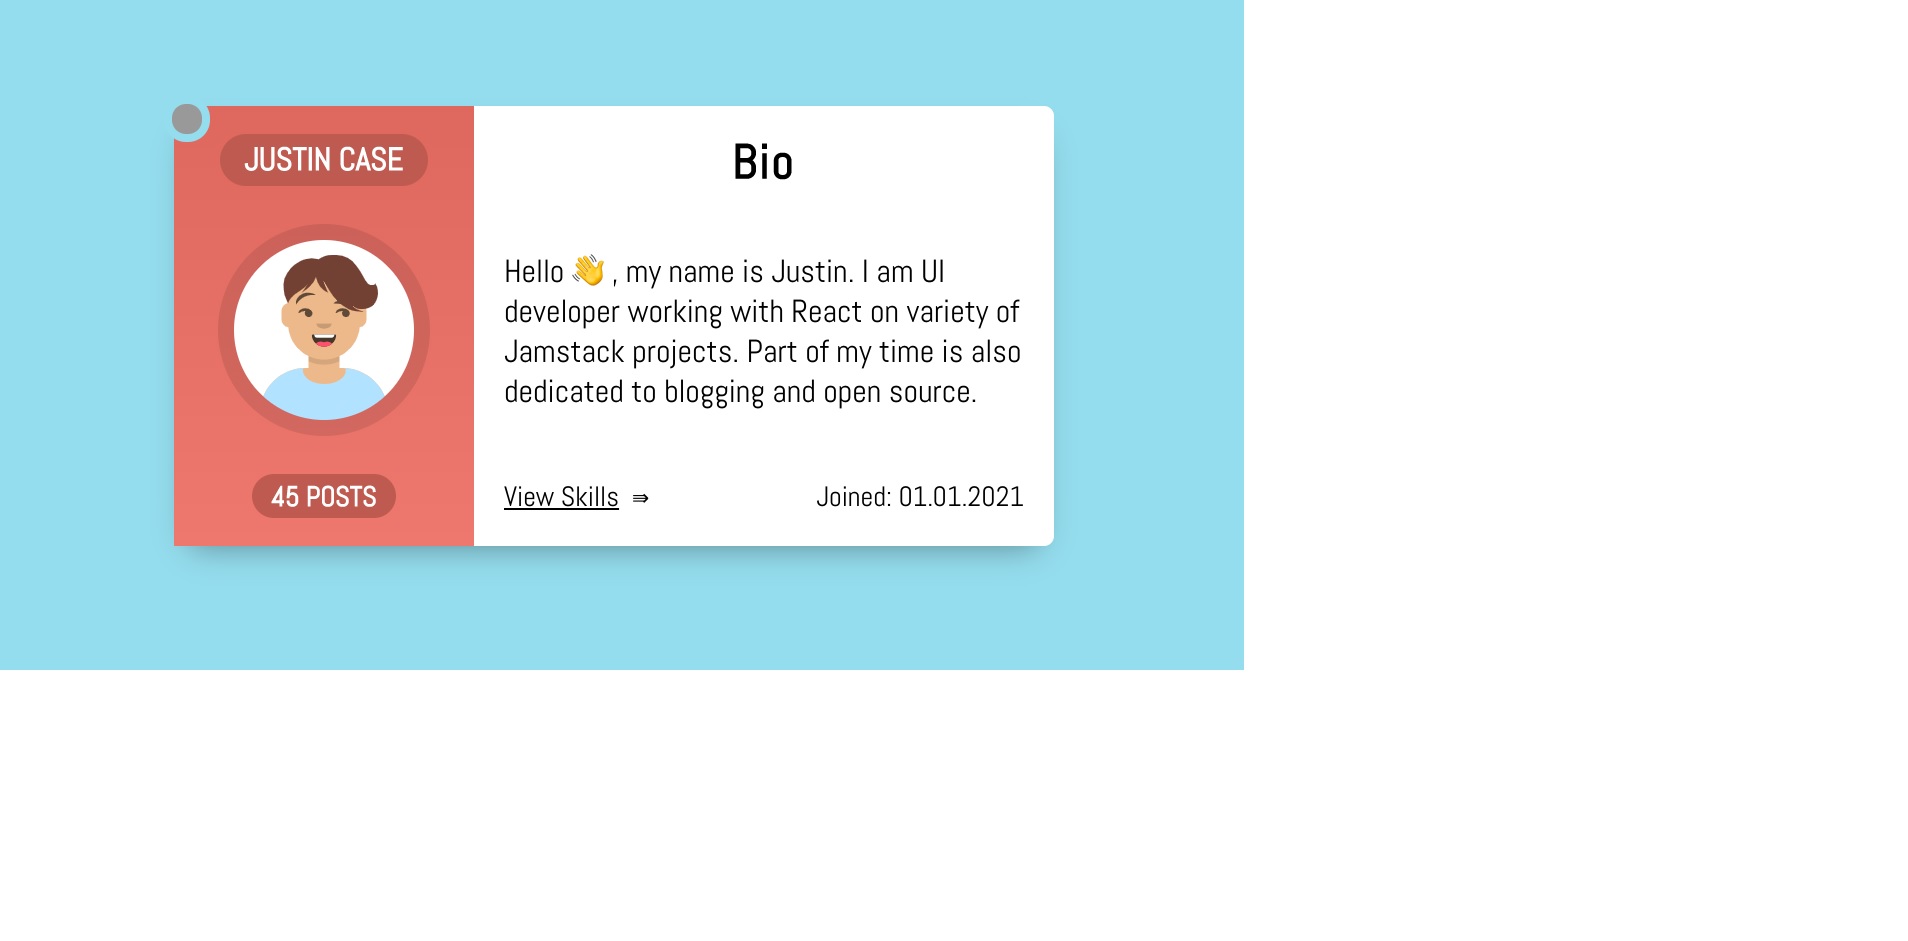 JUSTIN CASE
45 POSTS
Bio
Hello 👋 , my name is Justin. I am UI
developer working with React on variety of
Jamstack projects. Part of my time is also
dedicated to blogging and open source.
View Skills ⇛
Joined: 01.01.2021